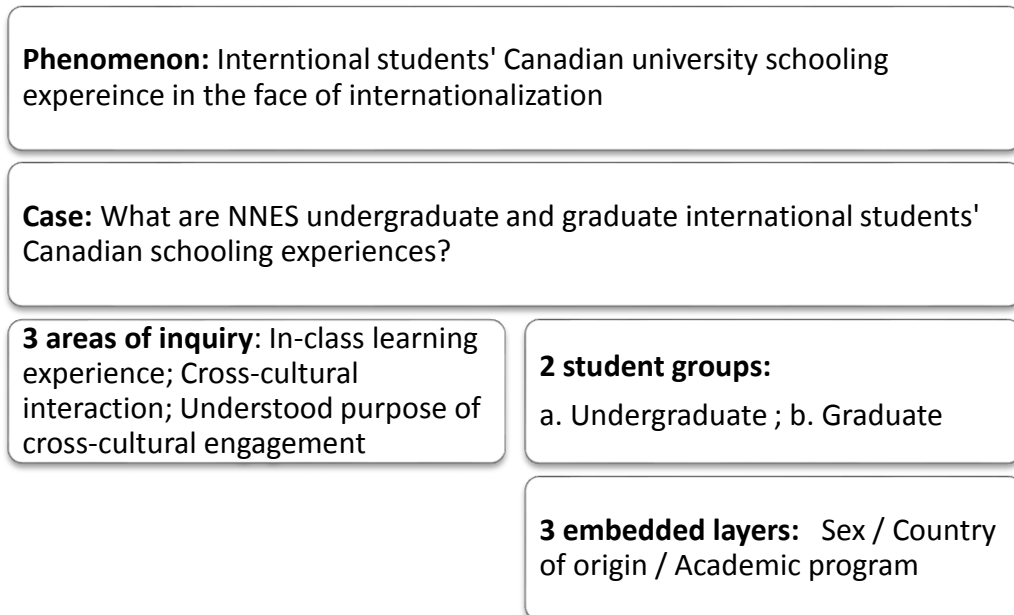 Phenomenon: Interntional students' Canadian university schooling
expereince in the face of internationalization
Case: What are NNES undergraduate and graduate international students'
Canadian schooling experiences?
3 areas of inquiry: In-class learning
experience; Cross-cultural
interaction; Understood purpose of
cross-cultural engagement
2 student groups:
a. Undergraduate ; b. Graduate
3 embedded layers: Sex / Country
of origin / Academic program